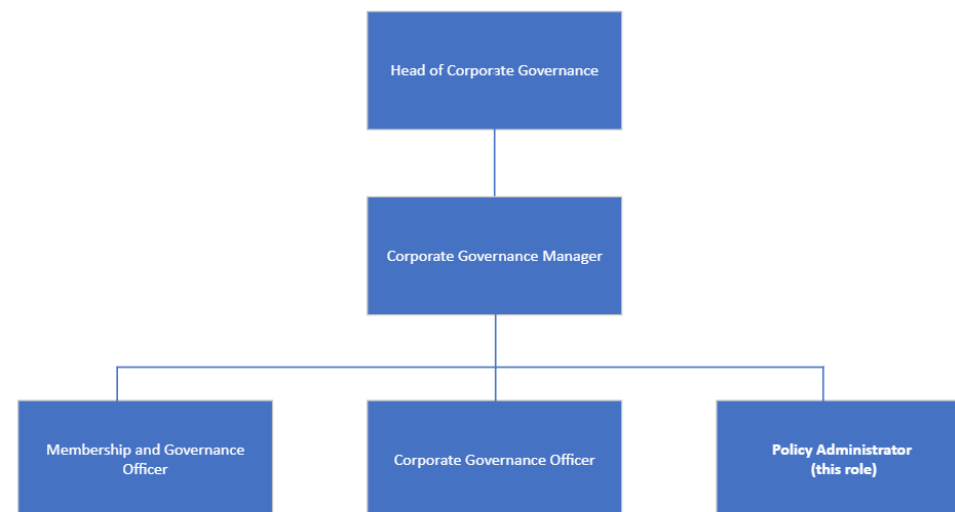 Head of Corporate Governance
Corporate Governance Manager
Membership and Governance
Officer
Corporate Governance Officer
Policy Administrator
(this role)